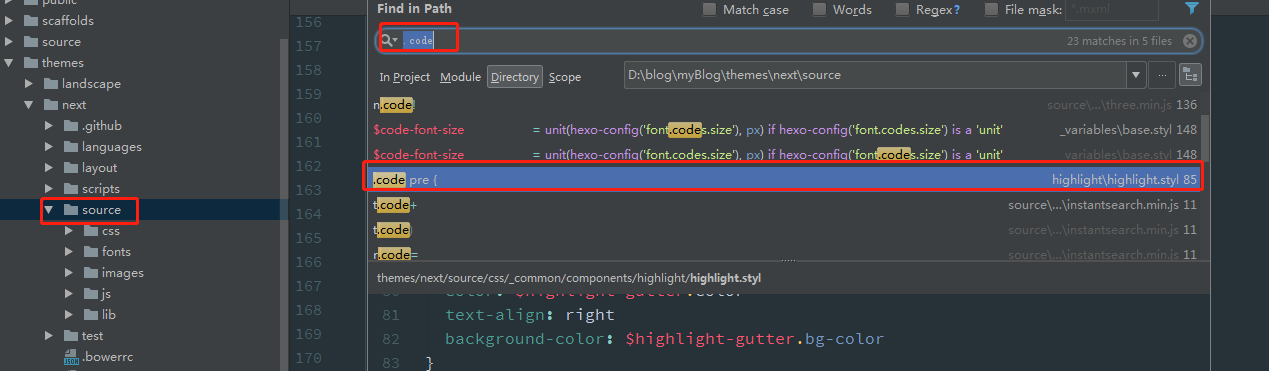 public
scaffolds
source
themes
landscape
next
.github
languages
layout
scripts
source
css
fonts
images
js
lib
test
.bowerrc
156
157
158
159
160
161
162
163
164
165
166
167
168
169
170
Find in Path
Match case
Words
Regex?
File mask:
*.mxml
.code
23 matches in 5 files
In Project
Module
Directory
Scope
D:\blog\myBlog\themes\next\source
...
n.code! source\...\three.min.js 136
$code-font-size = unit(hexo-config('font.codes.size'), px) if hexo-config('font.codes.size') is a 'unit' _variables\base.styl 148
$code-font-size = unit(hexo-config('font.codes.size'), px) if hexo-config('font.codes.size') is a 'unit' _variables\base.styl 148
.code pre { highlight\highlight.styl 85
t.code+ source\...\instantsearch.min.js 11
t.code) source\...\instantsearch.min.js 11
r.code= source\...\instantsearch.min.js 11
themes/next/source/css/_common/components/highlight/highlight.styl
80 color: $highlight-gutter.color
81 text-align: right
82 background-color: $highlight-gutter.bg-color
83 }